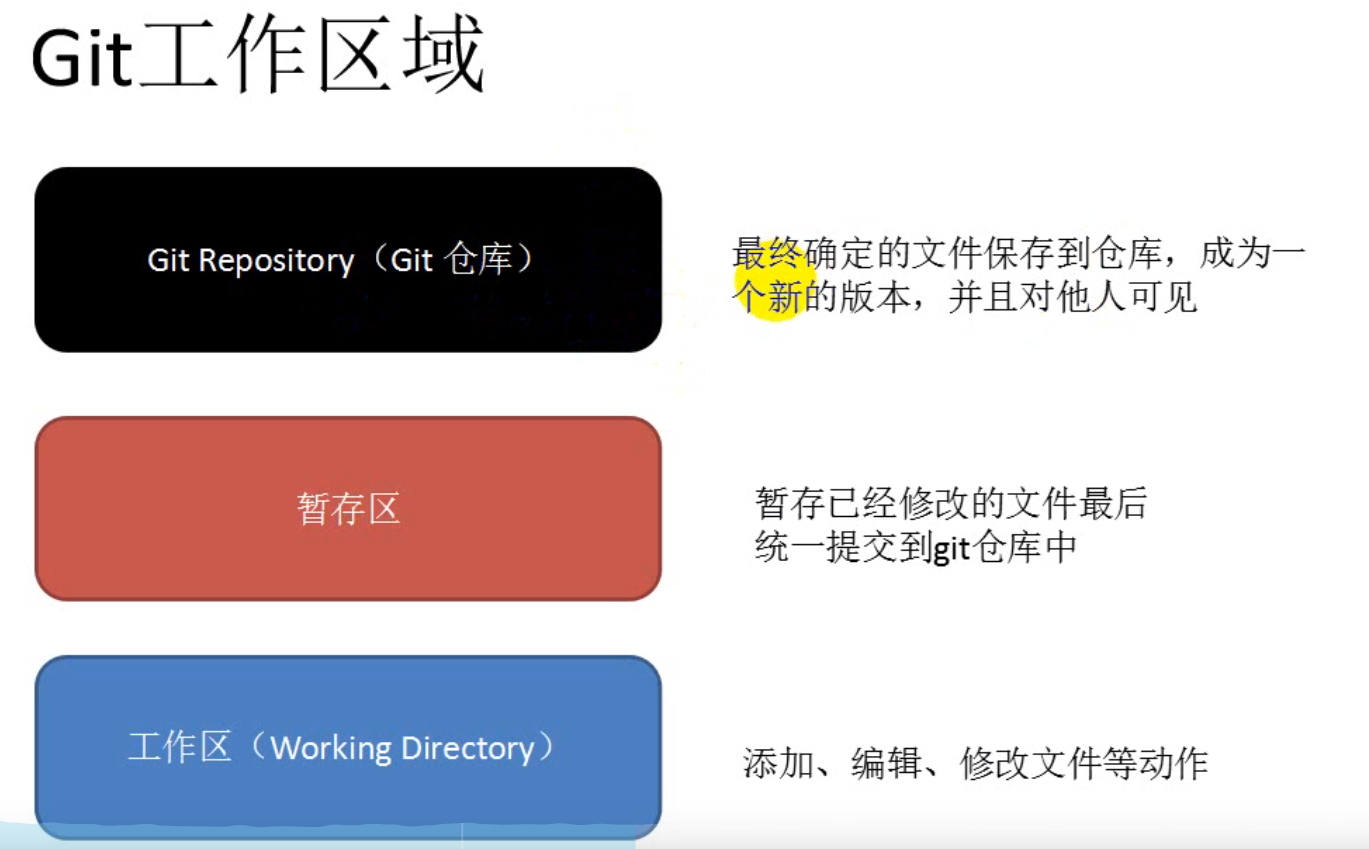 Git工作区域
Git Repository（Git 仓库）
最终确定的文件保存到仓库，成为一
个新的版本，并且对他人可见
暂存区
暂存已经修改的文件最后
统一提交到git仓库中
工作区（Working Directory）
添加、编辑、修改文件等动作